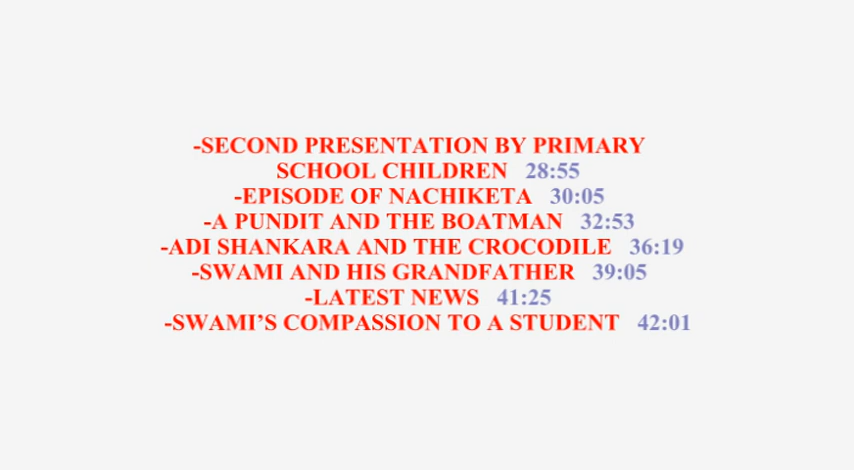 -SECOND PRESENTATION BY PRIMARY
SCHOOL CHILDREN 28:55
-EPISODE OF NACHIKETA 30:05
-A PUNDIT AND THE BOATMAN 32:53
-ADI SHANKARA AND THE CROCODILE 36:19
-SWAMI AND HIS GRANDFATHER 39:05
-LATEST NEWS 41:25
-SWAMI’S COMPASSION TO A STUDENT 42:01